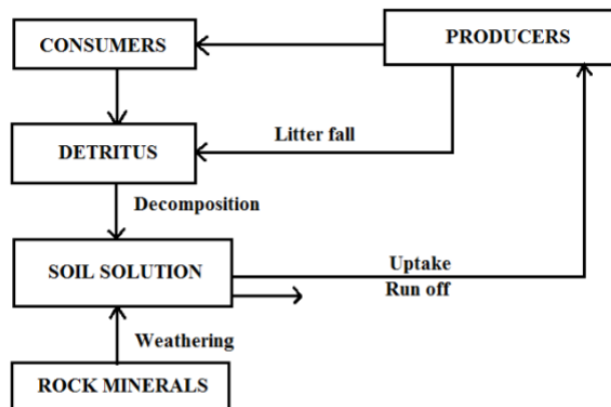 PRODUCERS
CONSUMERS
Litter fall
DETRITUS
Decomposition
SOIL SOLUTION
Uptake
Run off
Weathering
ROCK MINERALS